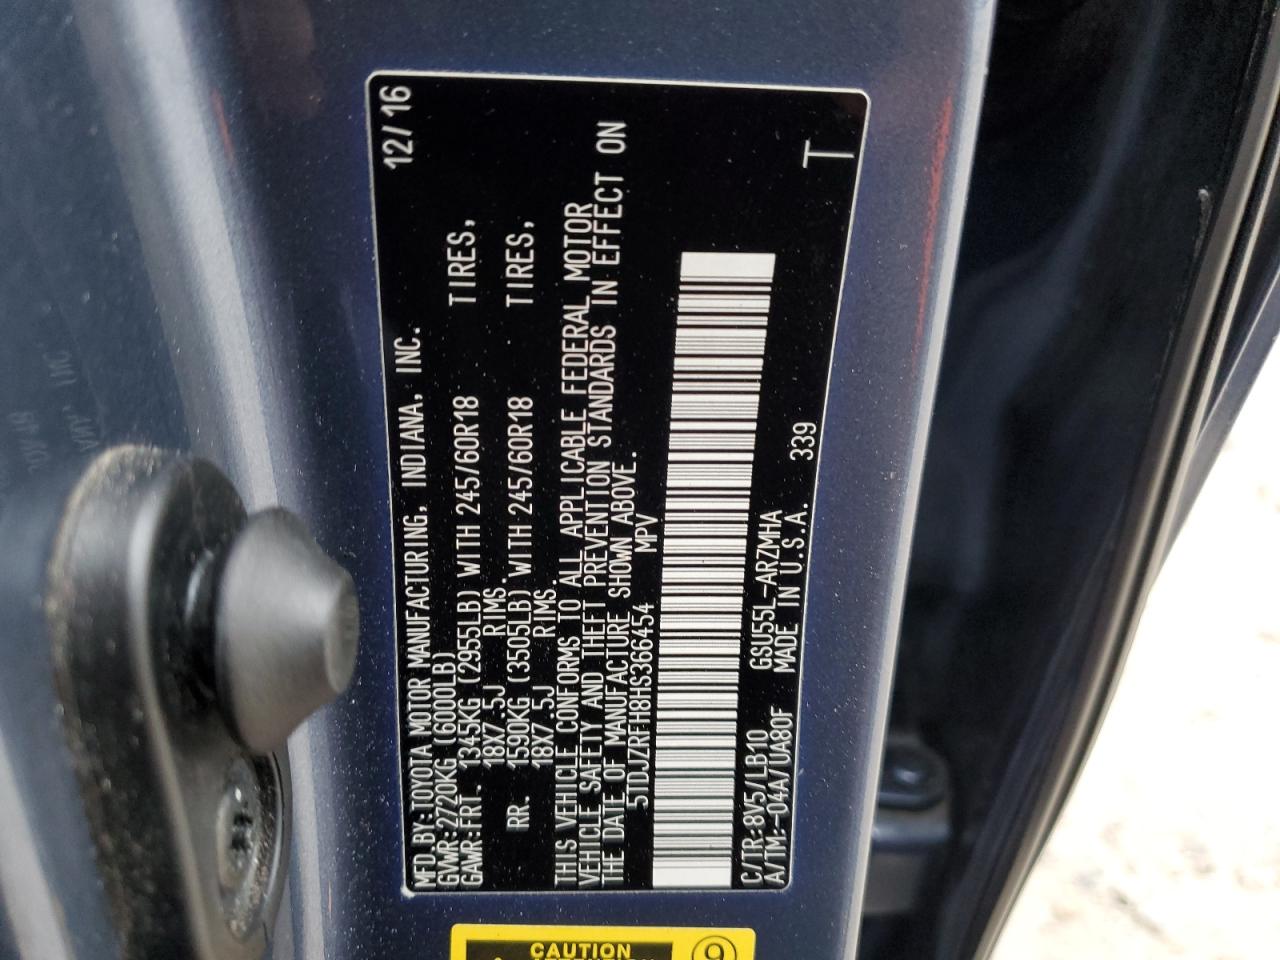 MFD.BY:TOYOTA MOTOR MANUFACTURING, INDIANA, INC. 12/16
GVWR:2720KG (6000LB)
GAWR:FRT. 1345KG (2955LB) WITH 245/60R18 TIRES,
18X7.5J RIMS.
RR. 1590KG (3505LB) WITH 245/60R18 TIRES,
18X7.5J RIMS.
THIS VEHICLE CONFORMS TO ALL APPLICABLE FEDERAL MOTOR
VEHICLE SAFETY AND THEFT PREVENTION STANDARDS IN EFFECT ON
THE DATE OF MANUFACTURE SHOWN ABOVE.
5TDJZRFH8HS366454 MPV
C/TR:8V5/LB10 GSU55L-ARZMHA
A/TM:-04A/UA80F MADE IN U.S.A. 339 T
CAUTION